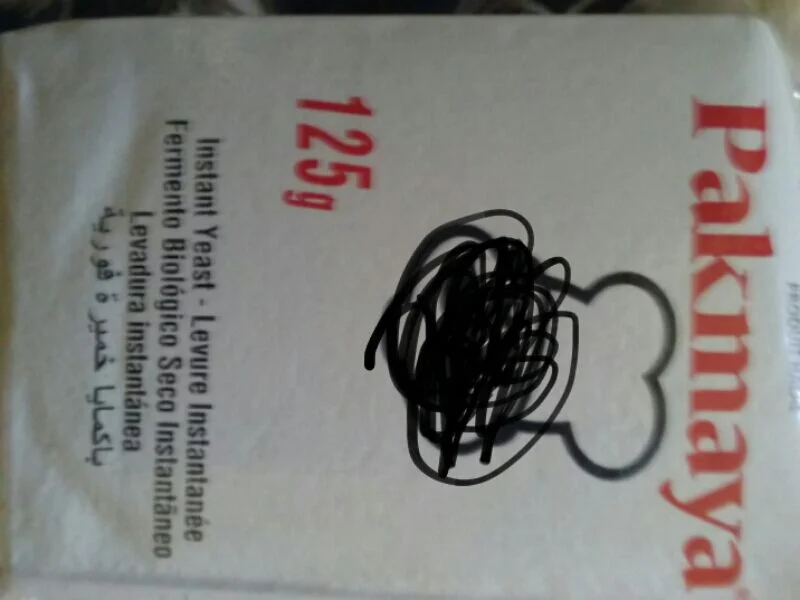 Pakmaya
125g
Instant Yeast - Levure Instantanée
Fermento Biológico Seco Instantâneo
Levadura instantánea
باكمايا خميرة فورية